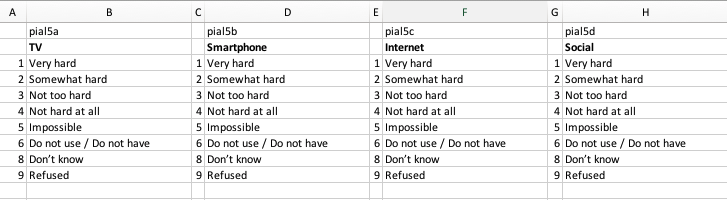 A B C D E F G H
pial5a pial5b pial5c pial5d
TV Smartphone Internet Social
1 Very hard 1 Very hard 1 Very hard 1 Very hard
2 Somewhat hard 2 Somewhat hard 2 Somewhat hard 2 Somewhat hard
3 Not too hard 3 Not too hard 3 Not too hard 3 Not too hard
4 Not hard at all 4 Not hard at all 4 Not hard at all 4 Not hard at all
5 Impossible 5 Impossible 5 Impossible 5 Impossible
6 Do not use / Do not have 6 Do not use / Do not have 6 Do not use / Do not have 6 Do not use / Do not have
8 Don’t know 8 Don’t know 8 Don’t know 8 Don’t know
9 Refused 9 Refused 9 Refused 9 Refused